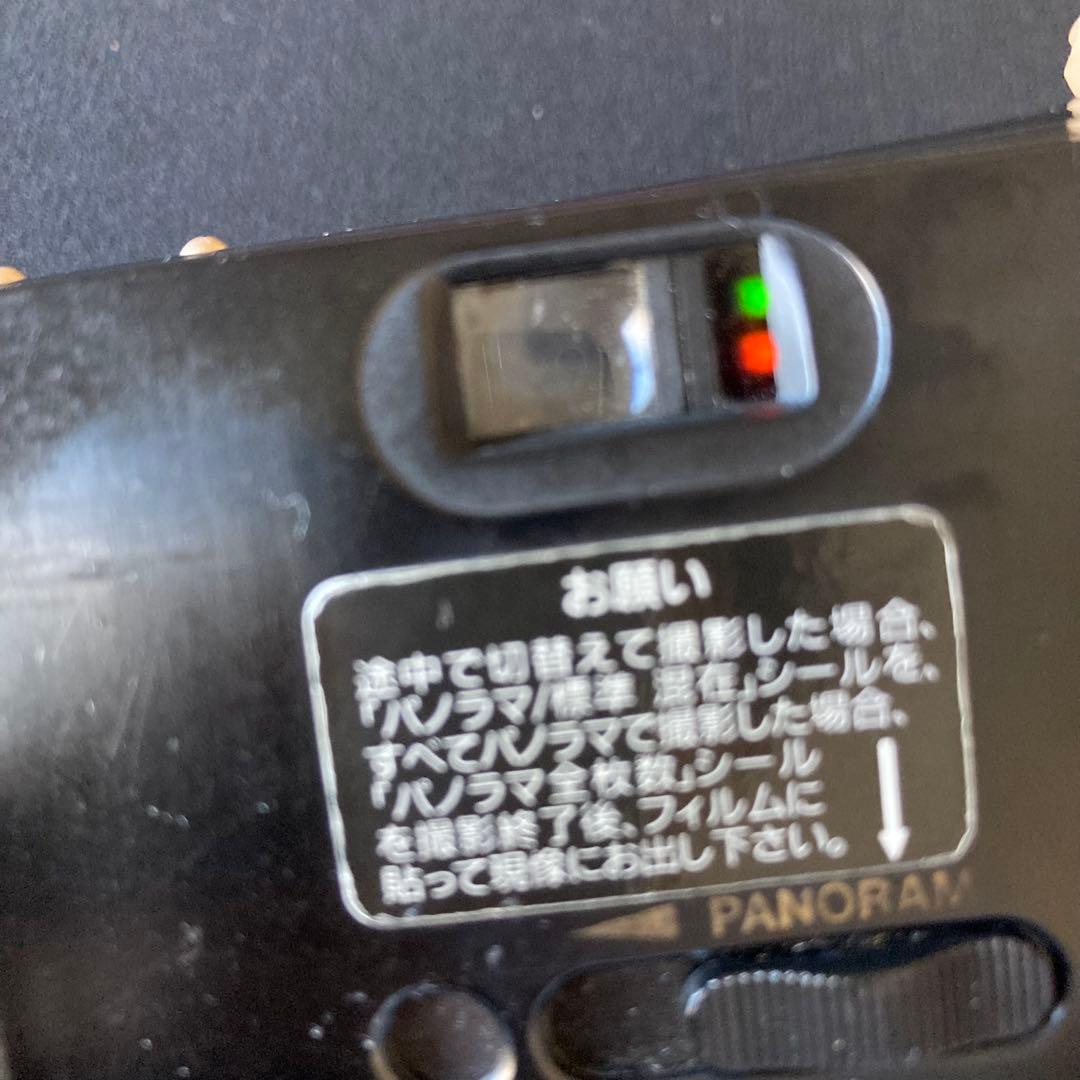 お願い
途中で切替えて撮影した場合、
「パノラマ/標準 混在」シールを、
すべてパノラマで撮影した場合、
「パノラマ全枚数」シール
を撮影終了後、フィルムに
貼って現像にお出し下さい。
PANORAM